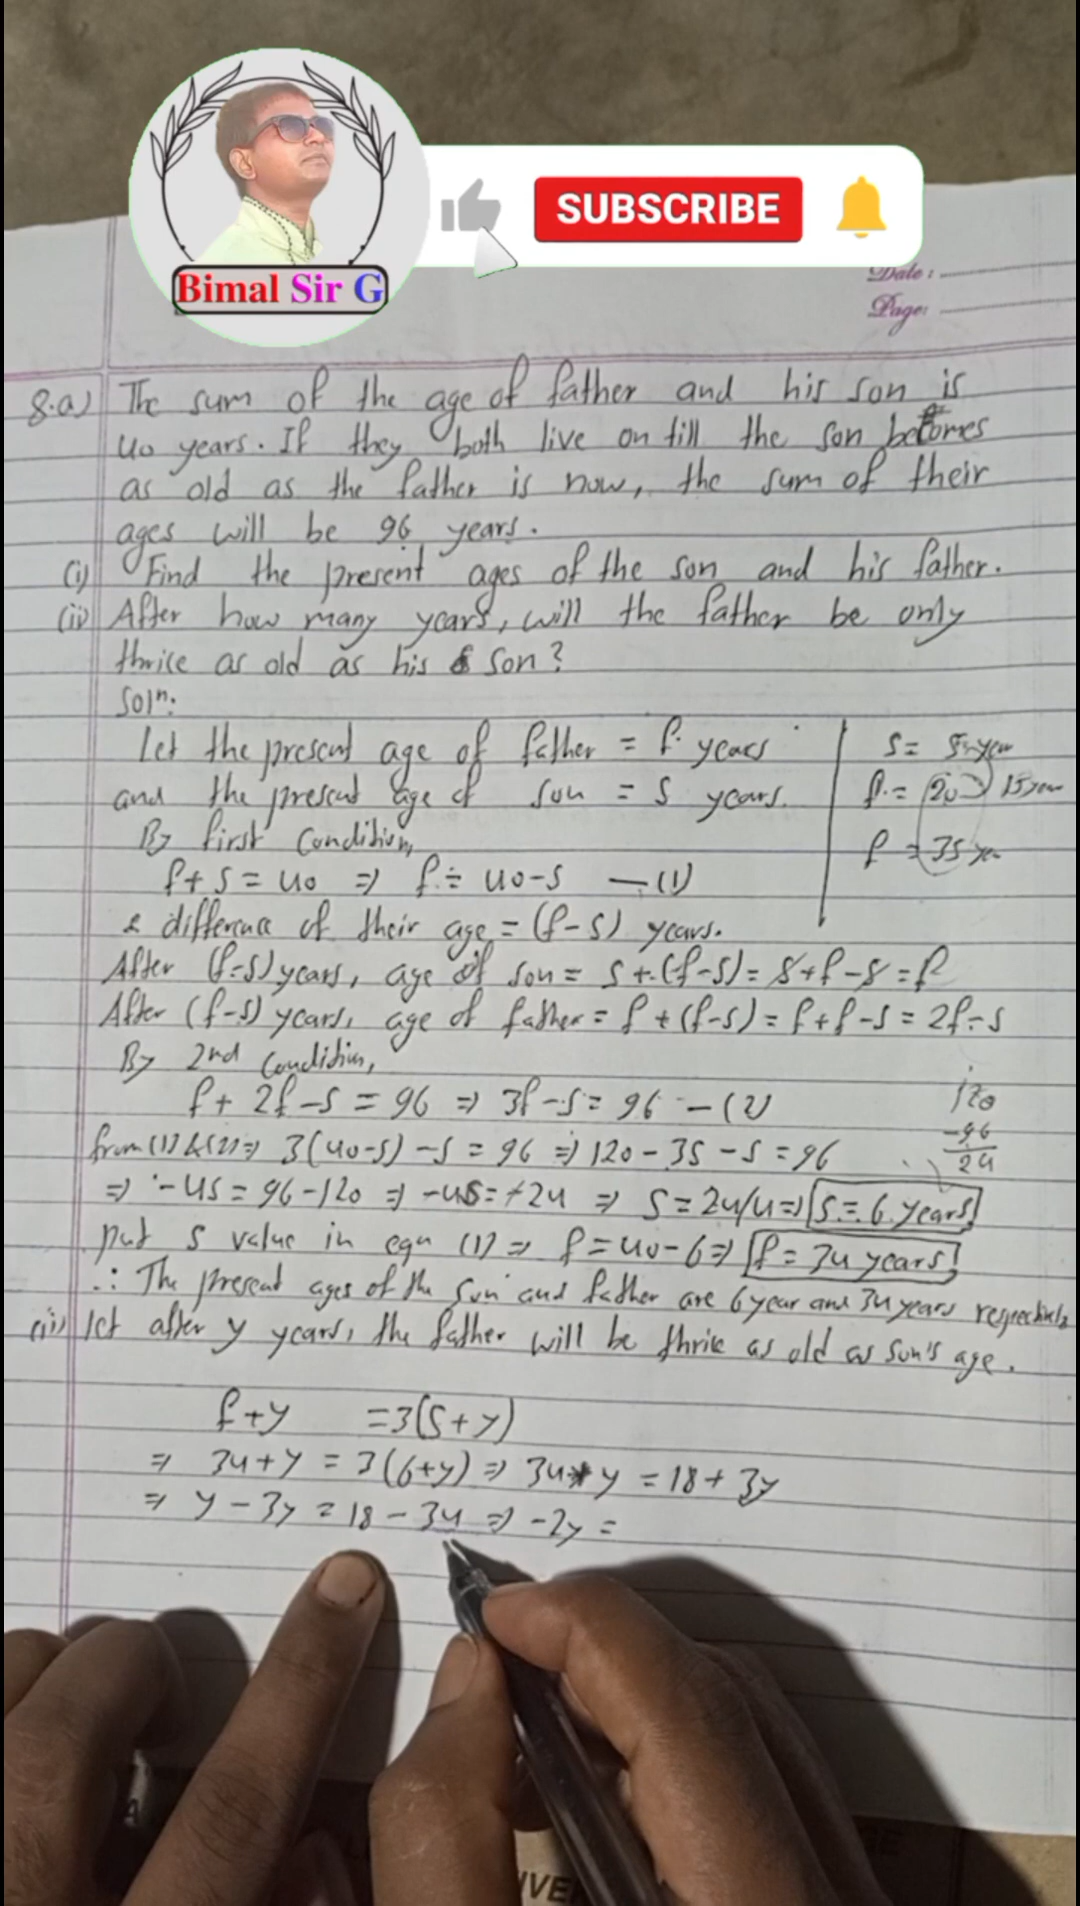 SUBSCRIBE
Bimal Sir G
Date:
Page:
8.a) The sum of the age of father and his son is
40 years. If they both live on till the son becomes
as old as the father is now, the sum of their
ages will be 96 years.
(i) Find the present ages of the son and his father.
(ii) After how many years, will the father be only
thrice as old as his son?
Solⁿ:
Let the present age of father = f years
and the present age of son = s years.
s = 5 year
f = 20 15 year
f = 35 ye
By first condition,
f + s = 40 ⇒ f = 40-s —(1)
& difference of their age = (f-s) years.
After (f-s) years, age of son = s + (f-s) = s+f-s = f
After (f-s) years, age of father = f + (f-s) = f+f-s = 2f-s
By 2nd condition,
f + 2f-s = 96 ⇒ 3f-s = 96 —(2)
120
-96
24
from (1) & (2) ⇒ 3(40-s) -s = 96 ⇒ 120 - 3s - s = 96
⇒ -4s = 96-120 ⇒ -4s = -24 ⇒ s = 24/4 ⇒ s = 6 years
put s value in eqn (1) ⇒ f = 40-6 ⇒ f = 34 years
∴ The present ages of the son and father are 6 year and 34 years respectively
(ii) let after y years, the father will be thrice as old as son's age.
f+y = 3(s+y)
⇒ 34+y = 3(6+y) ⇒ 34+y = 18+3y
⇒ y-3y = 18-34 ⇒ -2y =